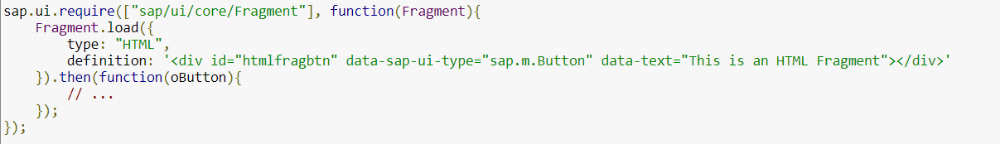 sap.ui.require(["sap/ui/core/Fragment"], function(Fragment){
    Fragment.load({
        type: "HTML",
        definition: '<div id="htmlfragbtn" data-sap-ui-type="sap.m.Button" data-text="This is an HTML Fragment"></div>'
    }).then(function(oButton){
        // ...
    });
});